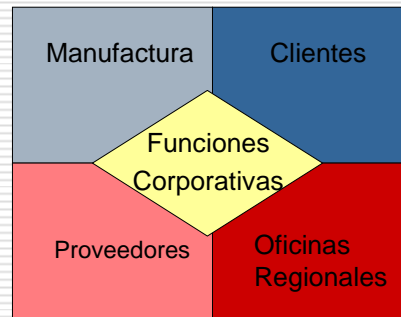 Manufactura
Clientes
Funciones
Corporativas
Proveedores
Oficinas
Regionales